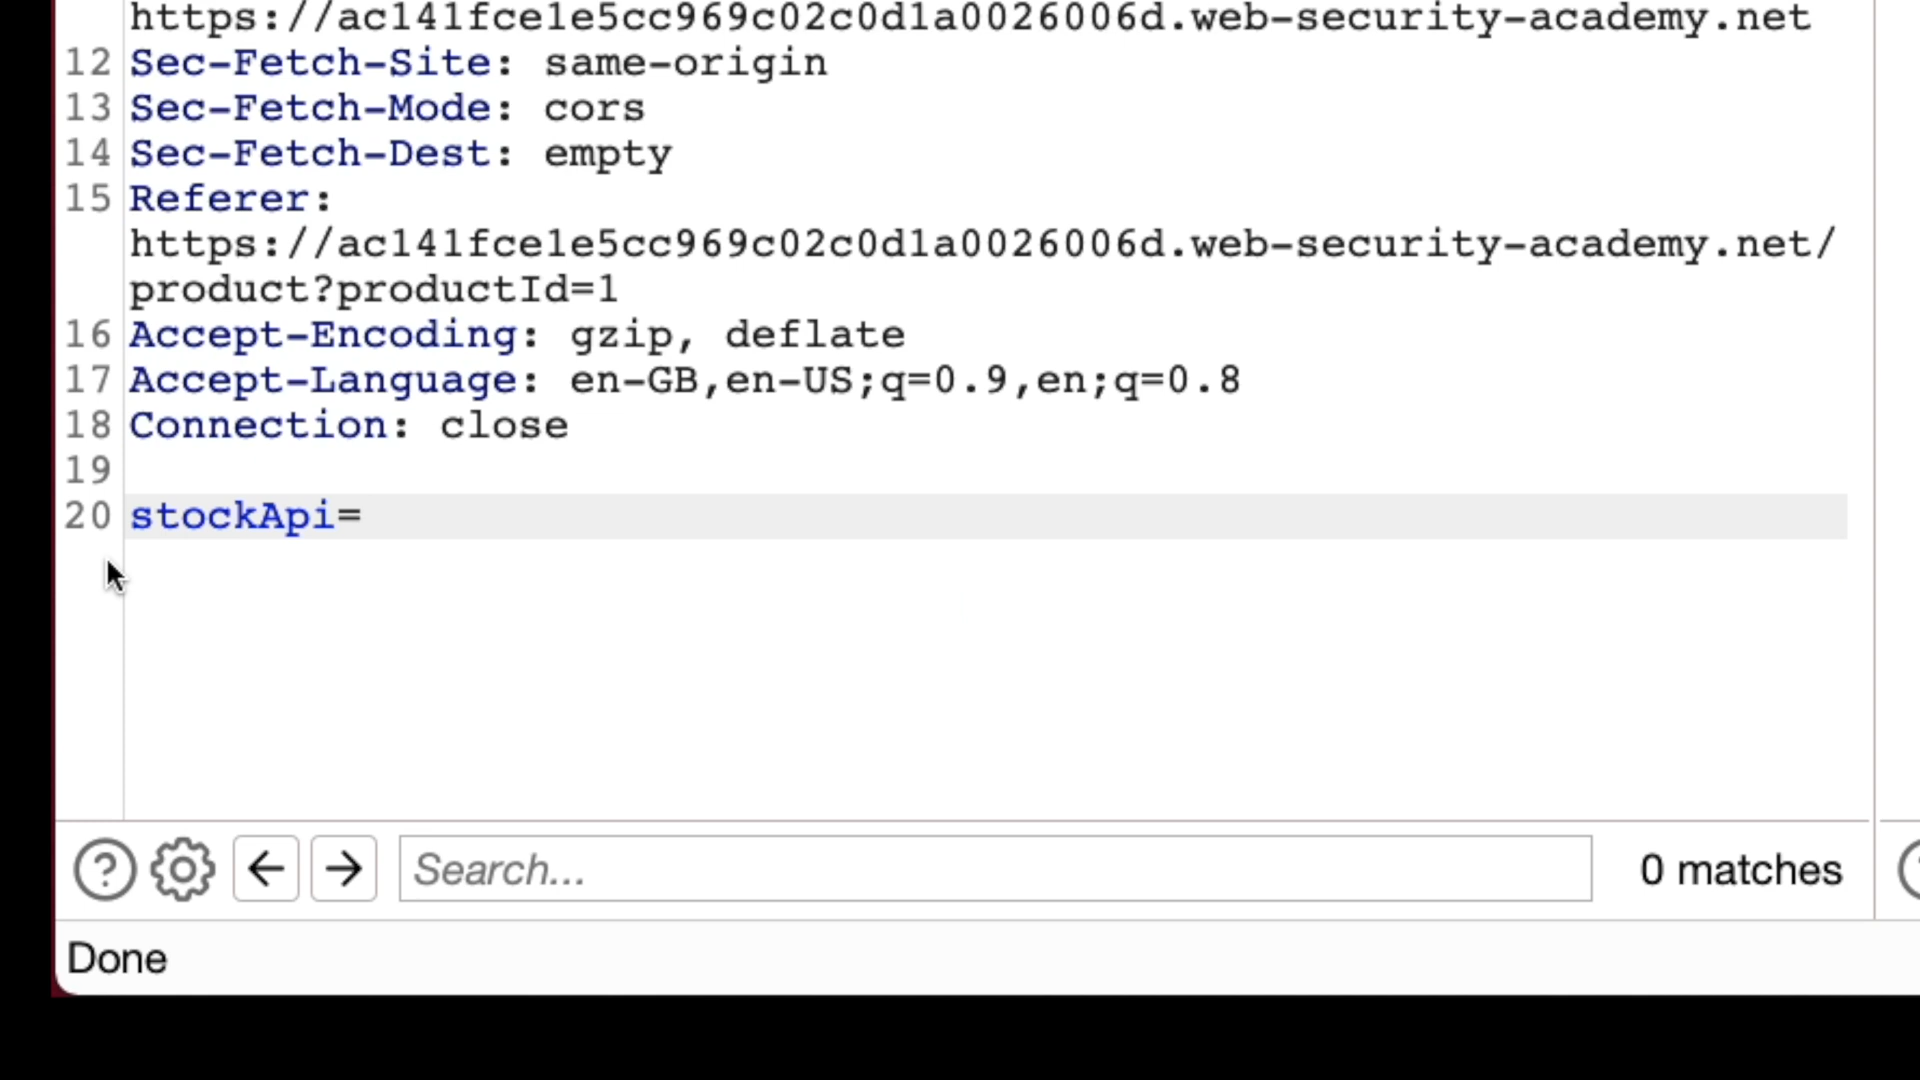 https://ac141fce1e5cc969c02c0d1a0026006d.web-security-academy.net
12 Sec-Fetch-Site: same-origin
13 Sec-Fetch-Mode: cors
14 Sec-Fetch-Dest: empty
15 Referer:
https://ac141fce1e5cc969c02c0d1a0026006d.web-security-academy.net/
product?productId=1
16 Accept-Encoding: gzip, deflate
17 Accept-Language: en-GB,en-US;q=0.9,en;q=0.8
18 Connection: close
19
20 stockApi=
Search...
0 matches
Done